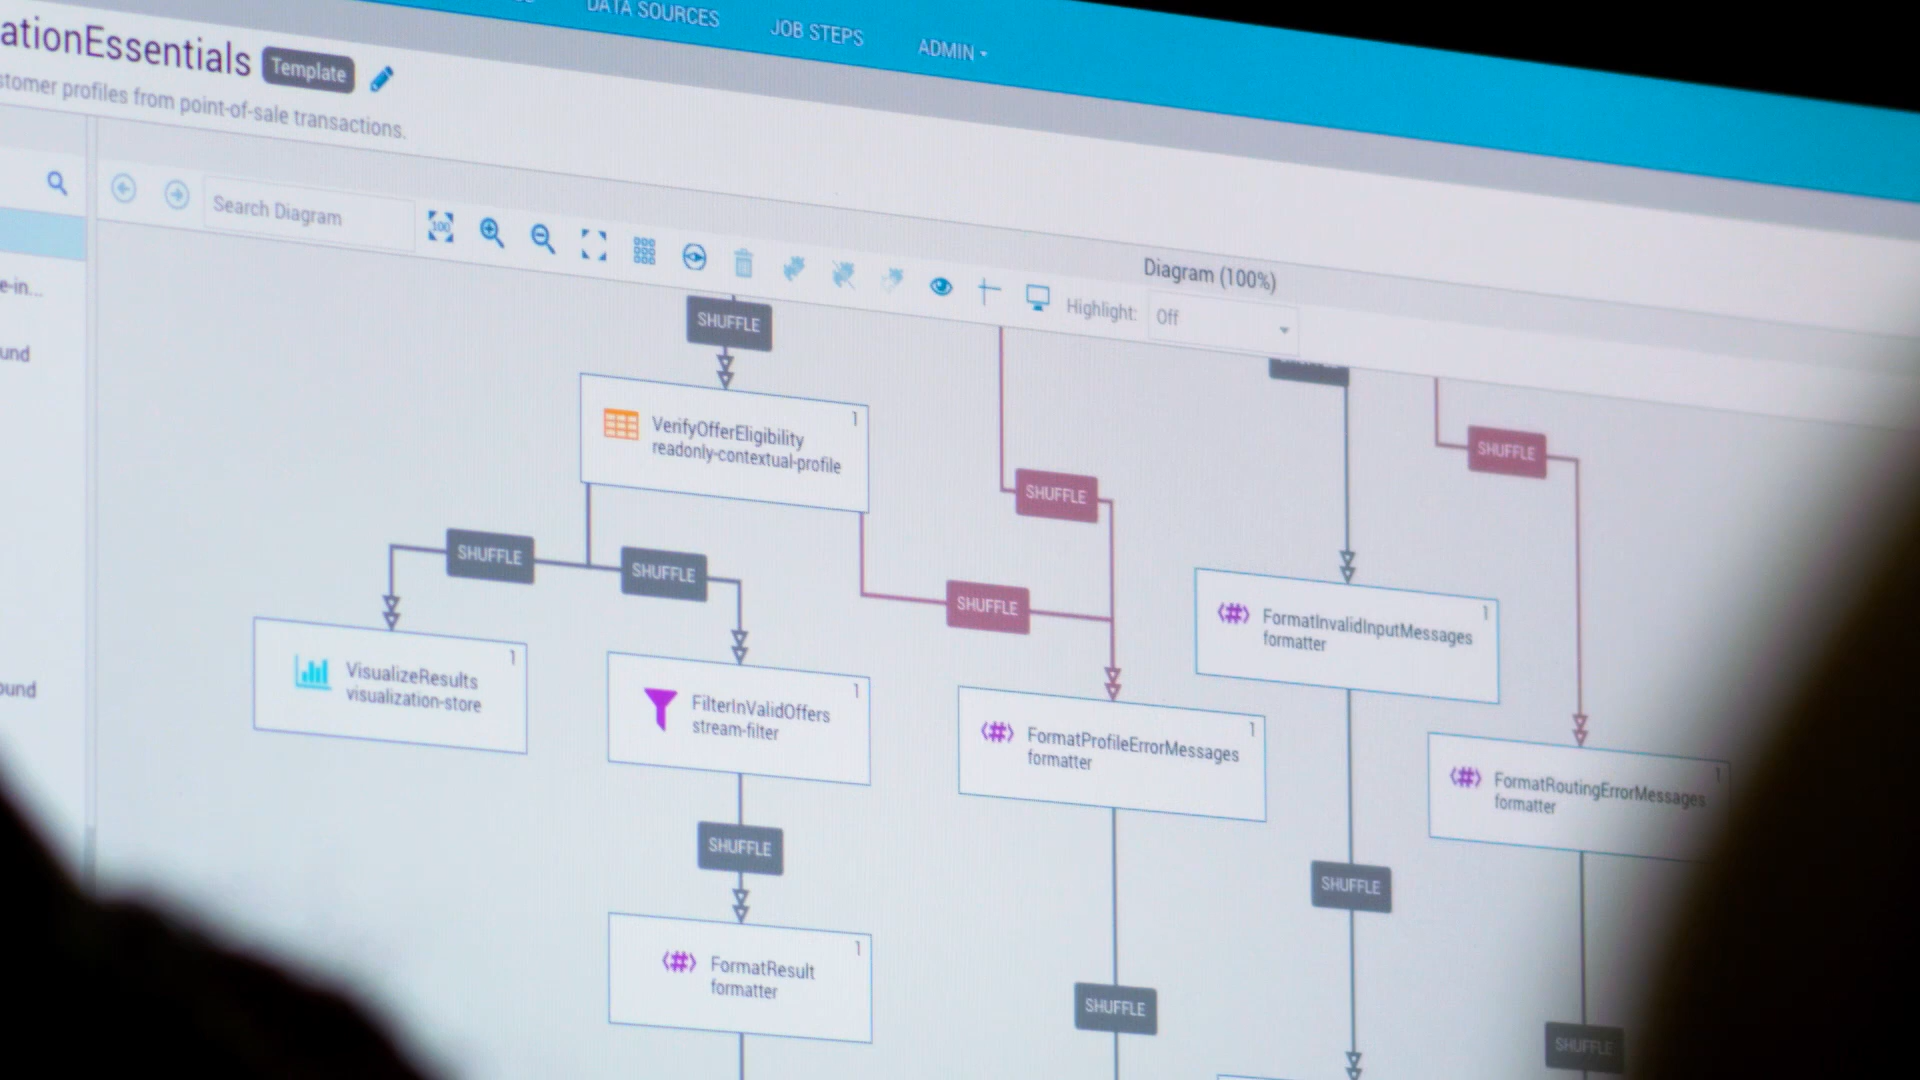 DATA SOURCES
JOB STEPS
ADMIN
ationEssentials
Template
stomer profiles from point-of-sale transactions.
Search Diagram
100
Diagram (100%)
Highlight: Off
e-in...
und
ound
SHUFFLE
VerifyOfferEligibility
readonly-contextual-profile
1
SHUFFLE
SHUFFLE
SHUFFLE
SHUFFLE
SHUFFLE
VisualizeResults
visualization-store
1
FilterInValidOffers
stream-filter
1
FormatProfileErrorMessages
formatter
1
FormatInvalidInputMessages
formatter
1
FormatRoutingErrorMessages
formatter
1
SHUFFLE
SHUFFLE
FormatResult
formatter
1
SHUFFLE
SHUFFLE